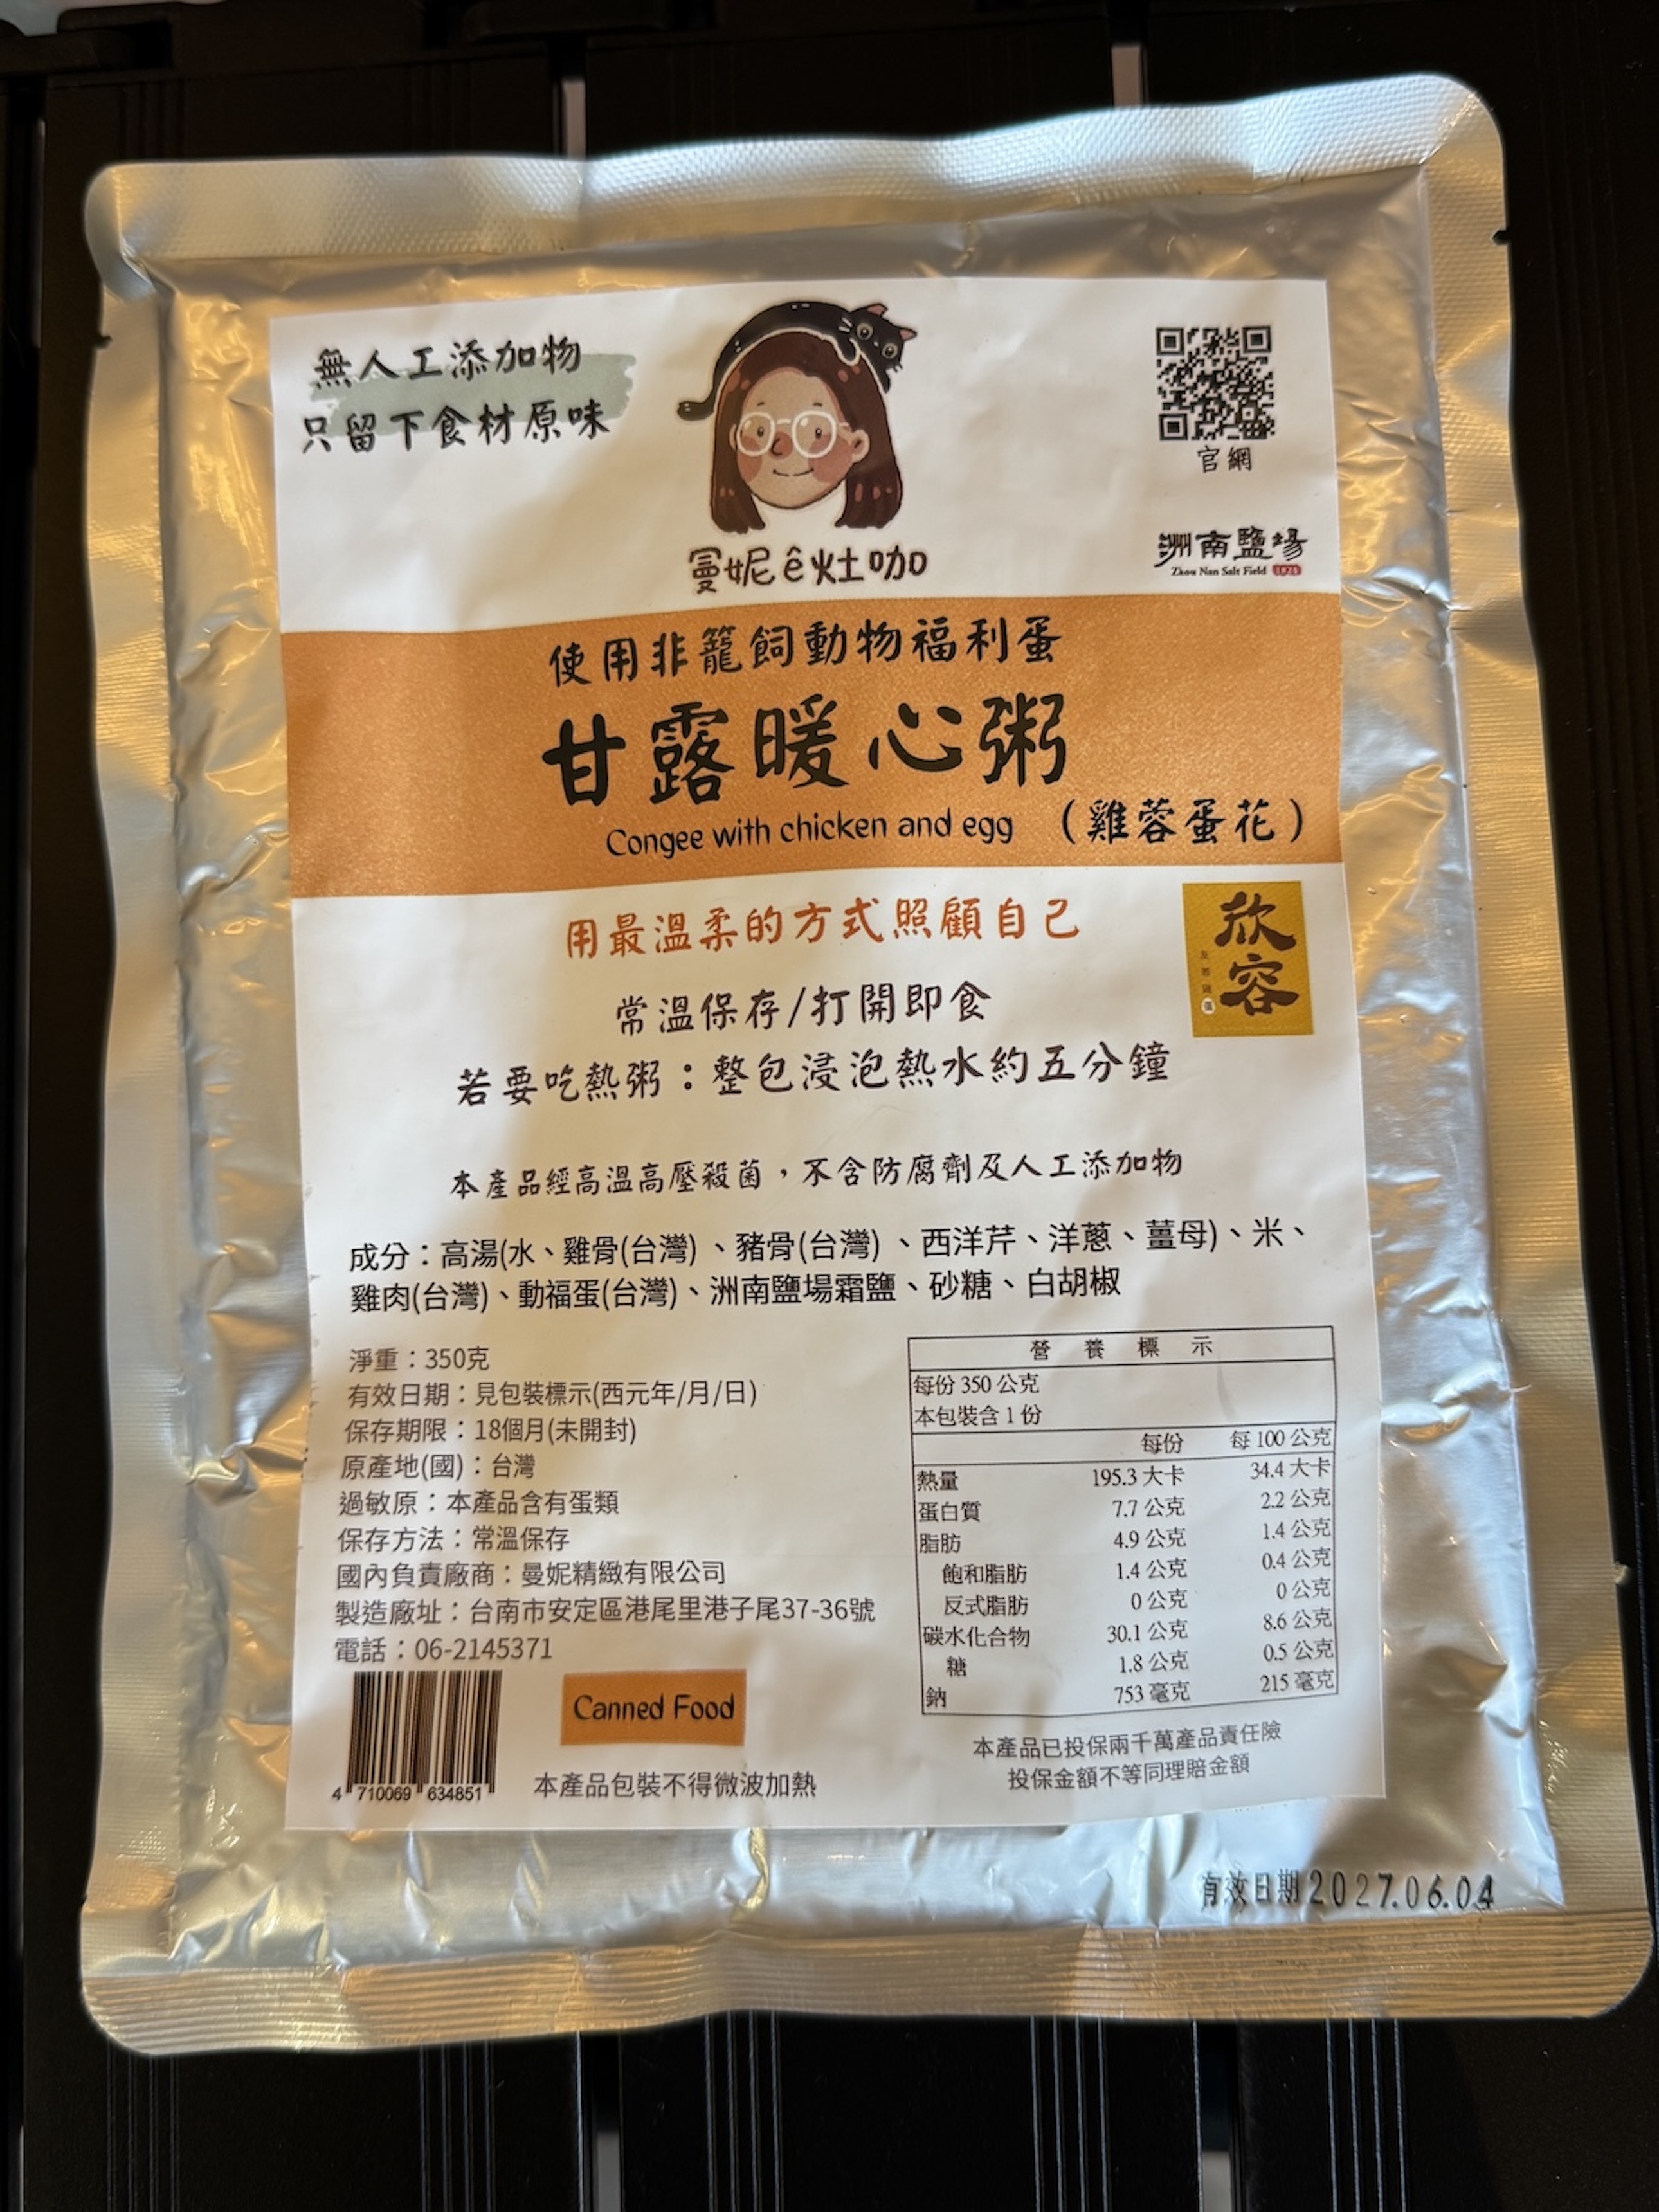 無人工添加物
只留下食材原味
官網
洲南鹽場
Zhou Nan Salt Field 1824
曼妮ê灶咖
使用非籠飼動物福利蛋
甘露暖心粥
Congee with chicken and egg (雞蓉蛋花)
用最溫柔的方式照顧自己
欣容
常溫保存/打開即食
若要吃熱粥：整包浸泡熱水約五分鐘
本產品經高溫高壓殺菌，不含防腐劑及人工添加物
成分：高湯(水、雞骨(台灣)、豬骨(台灣)、西洋芹、洋蔥、薑母)、米、
雞肉(台灣)、動福蛋(台灣)、洲南鹽場霜鹽、砂糖、白胡椒
淨重：350克
有效日期：見包裝標示(西元年/月/日)
保存期限：18個月(未開封)
原產地(國)：台灣
過敏原：本產品含有蛋類
保存方法：常溫保存
國內負責廠商：曼妮精緻有限公司
製造廠址：台南市安定區港尾里港子尾37-36號
電話：06-2145371
4 710069 634851
Canned Food
本產品包裝不得微波加熱
營養標示
每份 350 公克
本包裝含 1 份
每份 每 100 公克
熱量 195.3 大卡 34.4 大卡
蛋白質 7.7 公克 2.2 公克
脂肪 4.9 公克 1.4 公克
飽和脂肪 1.4 公克 0.4 公克
反式脂肪 0 公克 0 公克
碳水化合物 30.1 公克 8.6 公克
糖 1.8 公克 0.5 公克
鈉 753 毫克 215 毫克
本產品已投保兩千萬產品責任險
投保金額不等同理賠金額
有效日期 2027.06.04